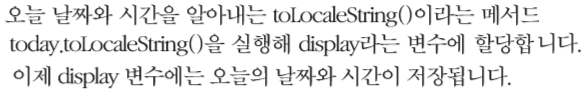 오늘 날짜와 시간을 알아내는 toLocaleString()이라는 메서드
today.toLocaleString()을 실행해 display라는 변수에 할당합니다.
이제 display 변수에는 오늘의 날짜와 시간이 저장됩니다.